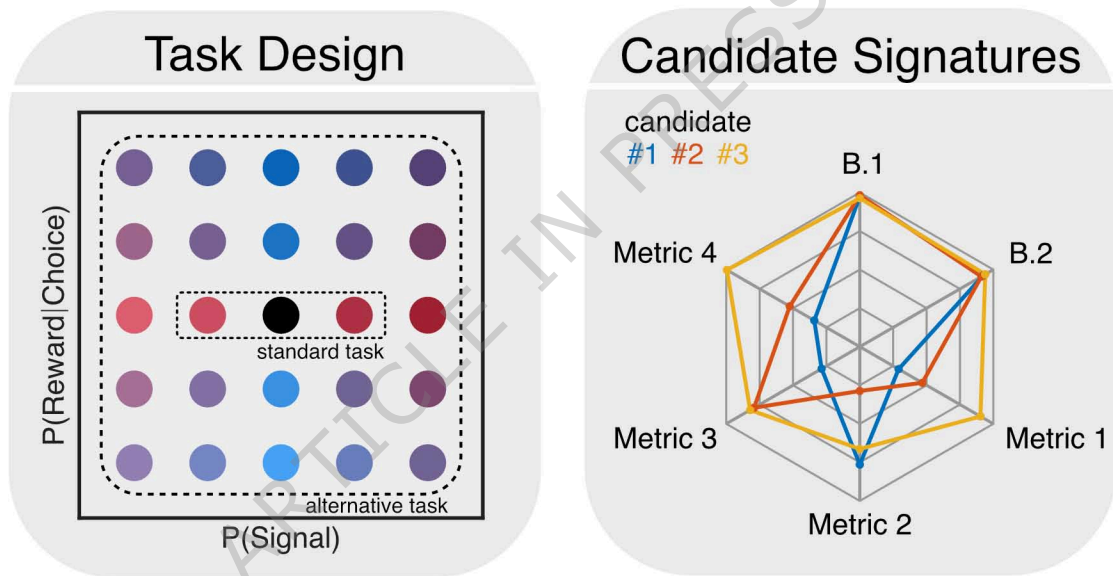 Task Design
P(Reward|Choice)
standard task
alternative task
P(Signal)
Candidate Signatures
candidate
#1 #2 #3
B.1
B.2
Metric 1
Metric 2
Metric 3
Metric 4
ARTICLE IN PRESS